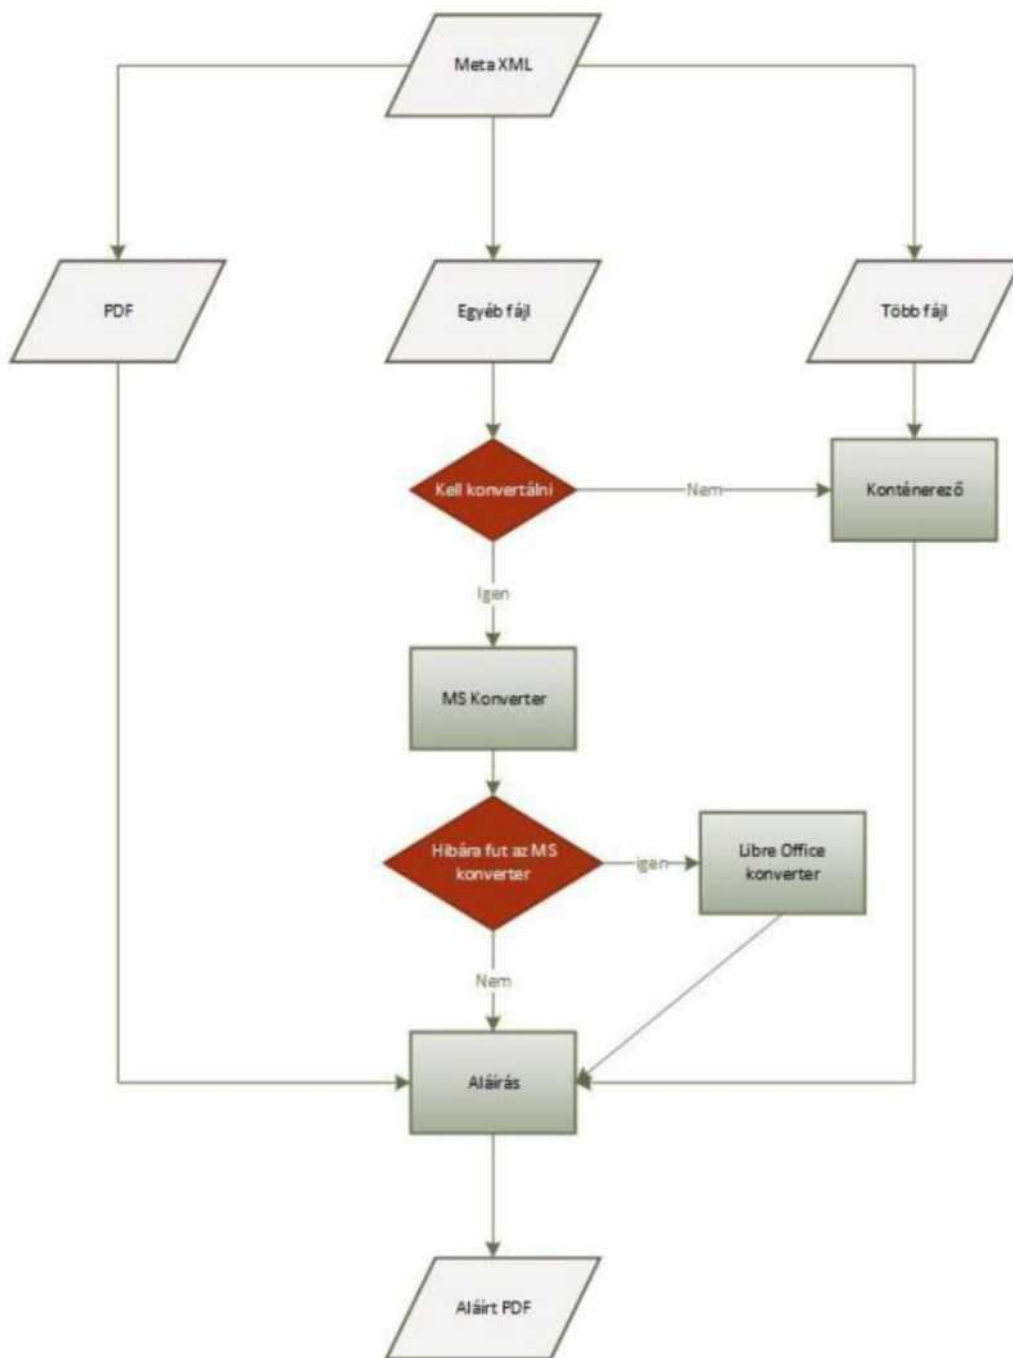 Meta XML
PDF
Egyéb fájl
Több fájl
Kell konvertálni
Nem
Konténerező
Igen
MS Konverter
Hibára fut az MS
konverter
igen
Libre Office
konverter
Nem
Aláírás
Aláírt PDF